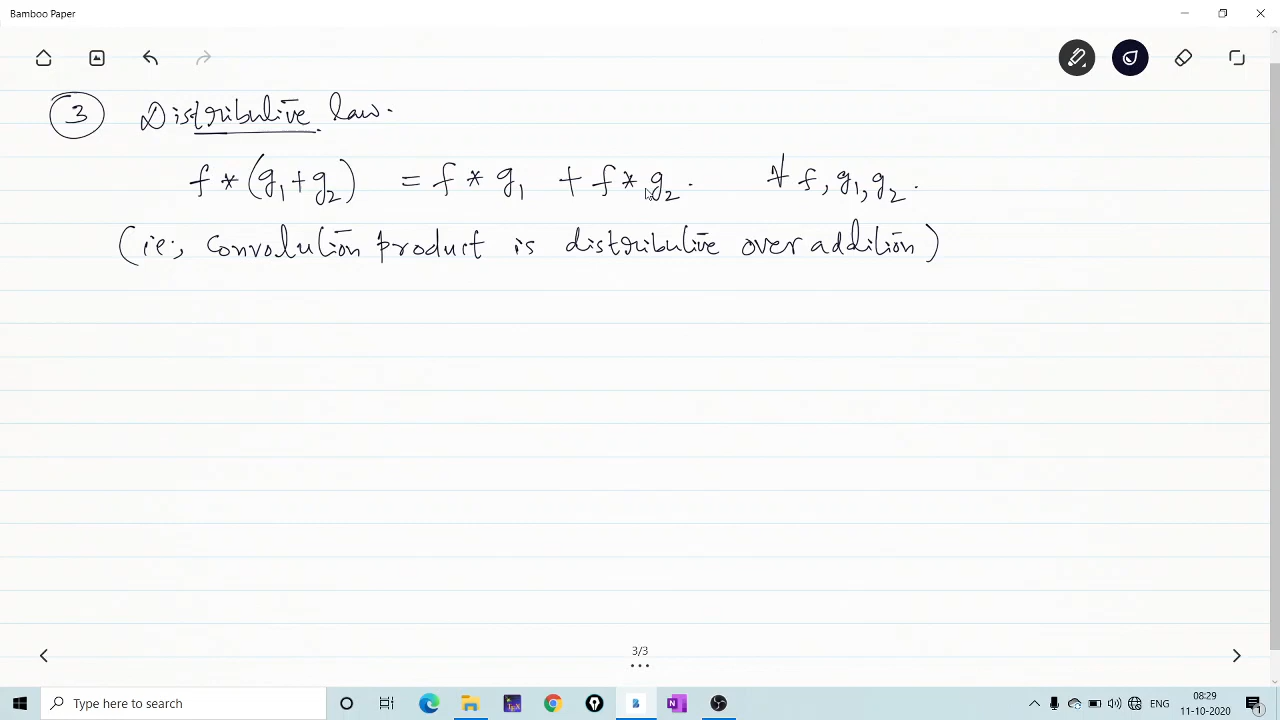 Bamboo Paper
3 Distributive law.
f * (g₁ + g₂) = f * g₁ + f * g₂. ∀ f, g₁, g₂.
(ie; Convolution product is distributive over addition)
3/3
Type here to search
ENG
08:29
11-10-2020